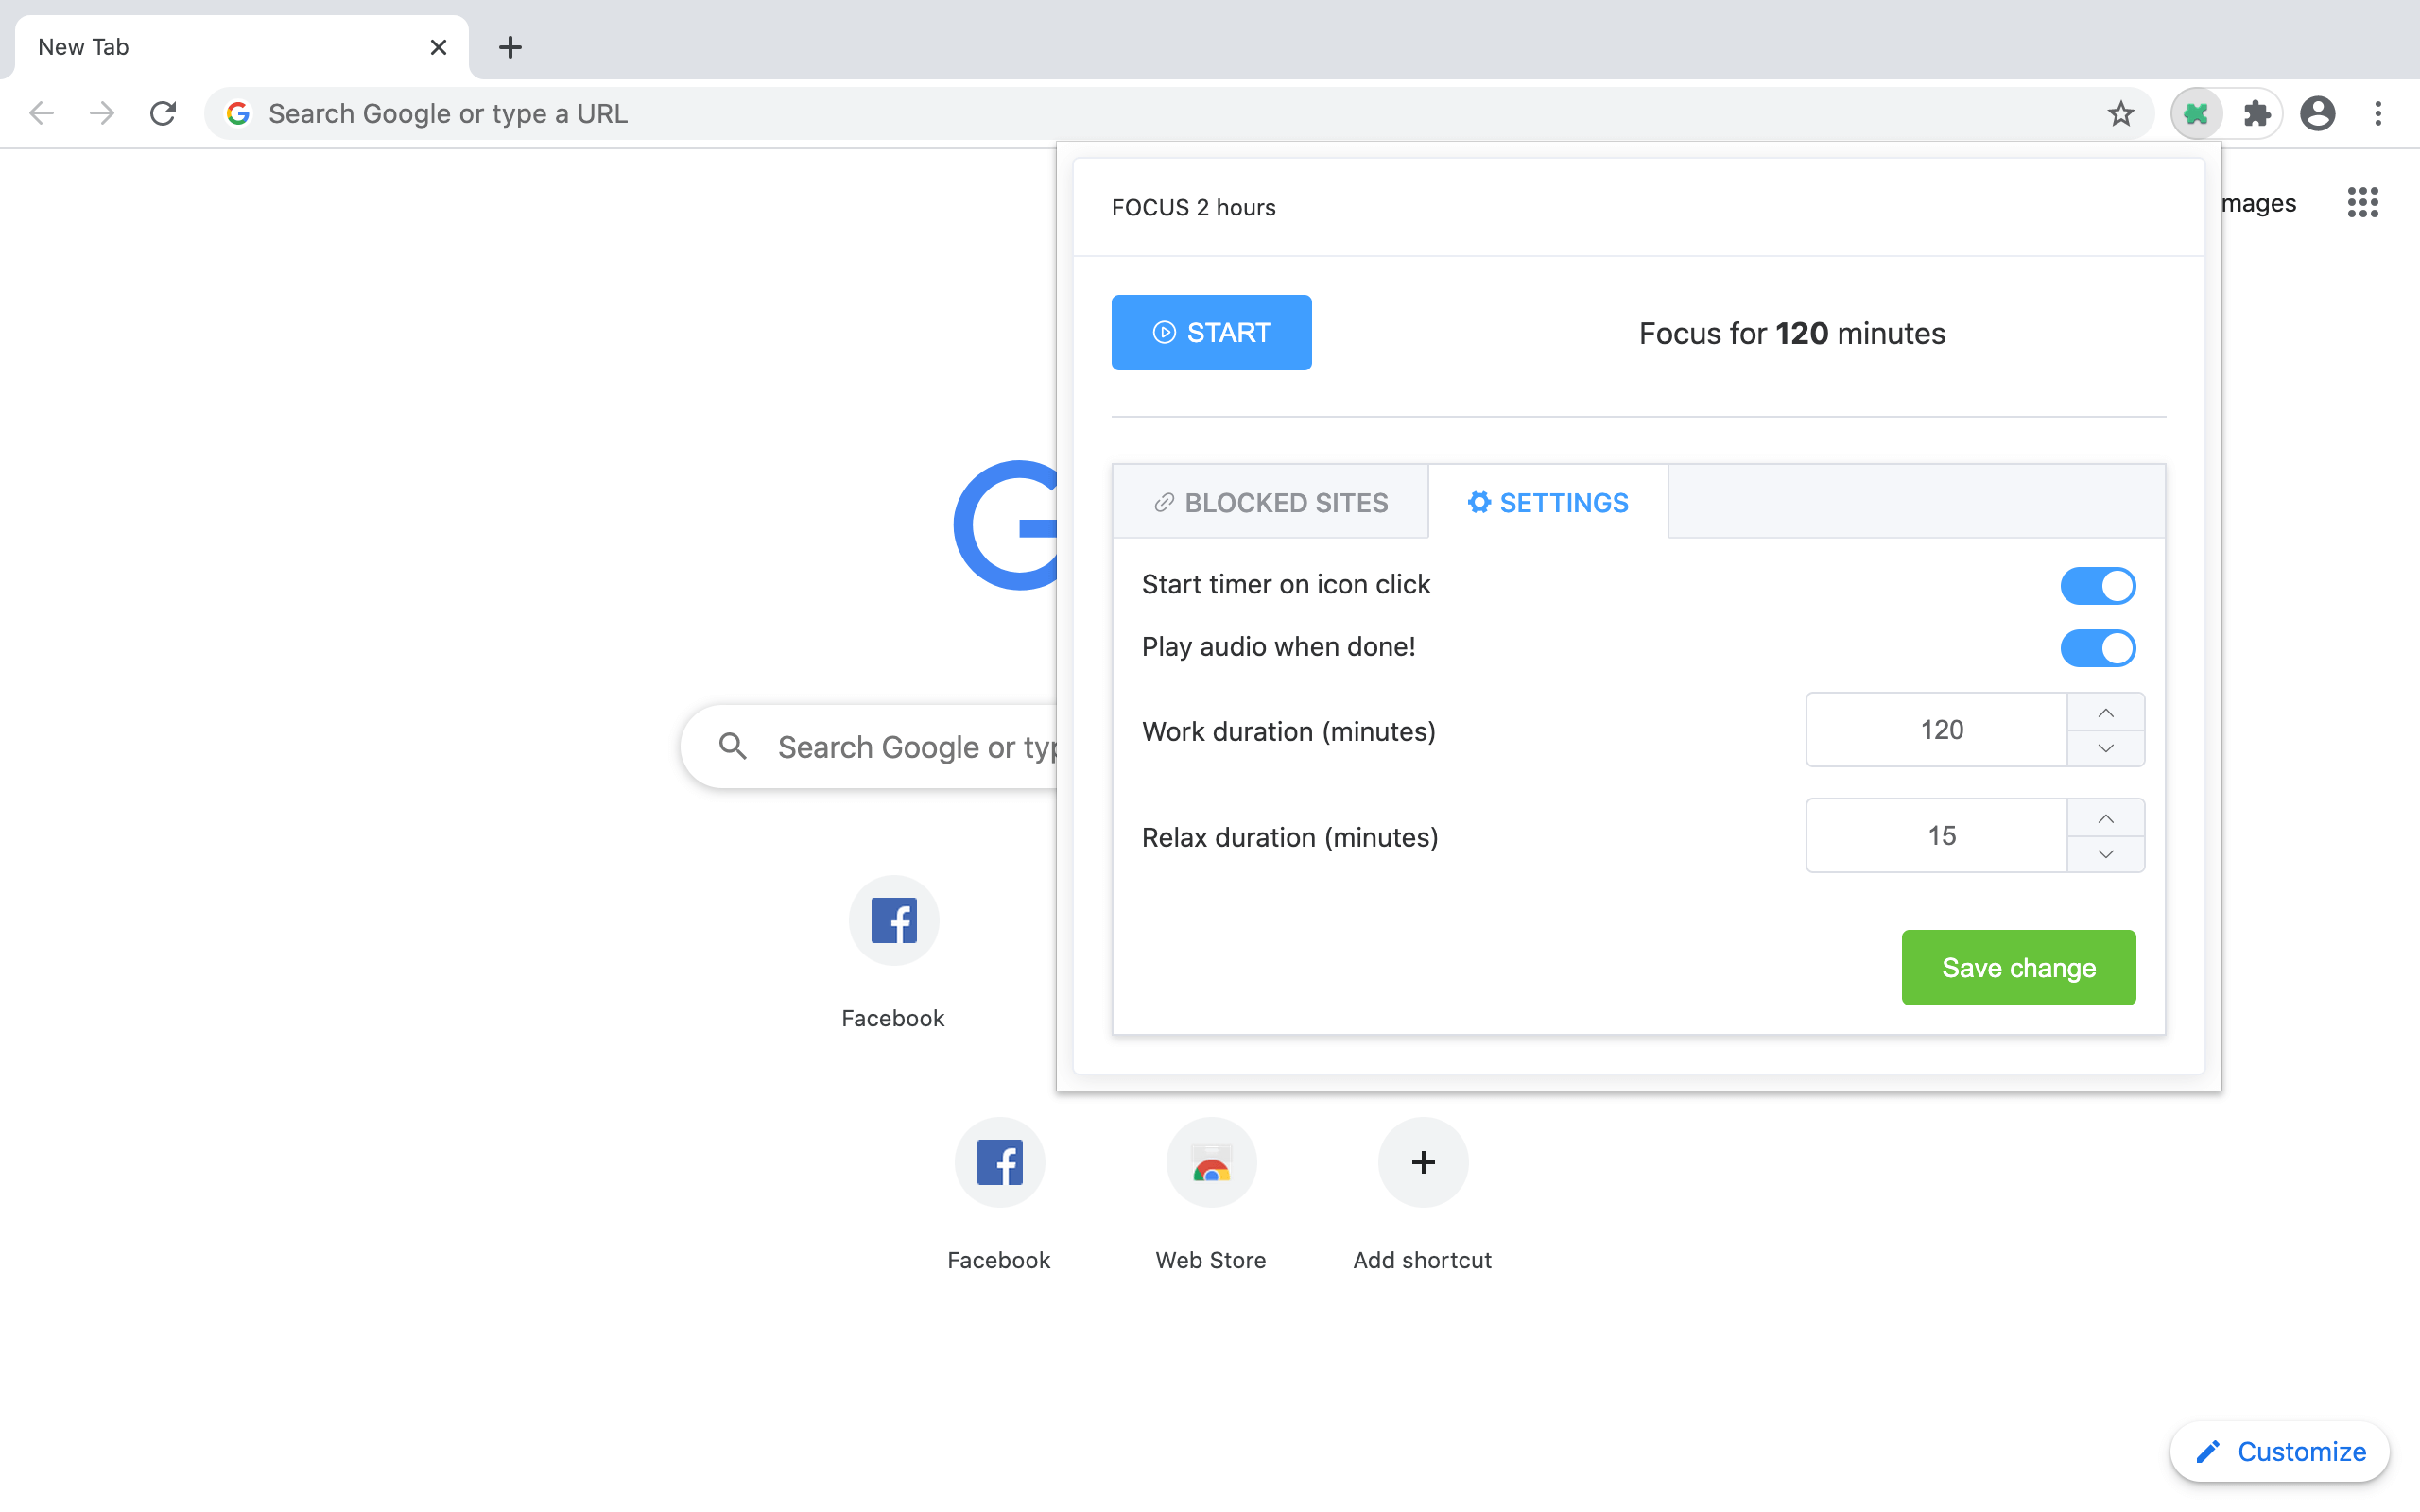 New Tab
Search Google or type a URL
mages
FOCUS 2 hours
START
Focus for 120 minutes
BLOCKED SITES
SETTINGS
Start timer on icon click
Play audio when done!
Work duration (minutes)
120
Relax duration (minutes)
15
Save change
G
Search Google or typ
Facebook
Facebook
Web Store
Add shortcut
Customize